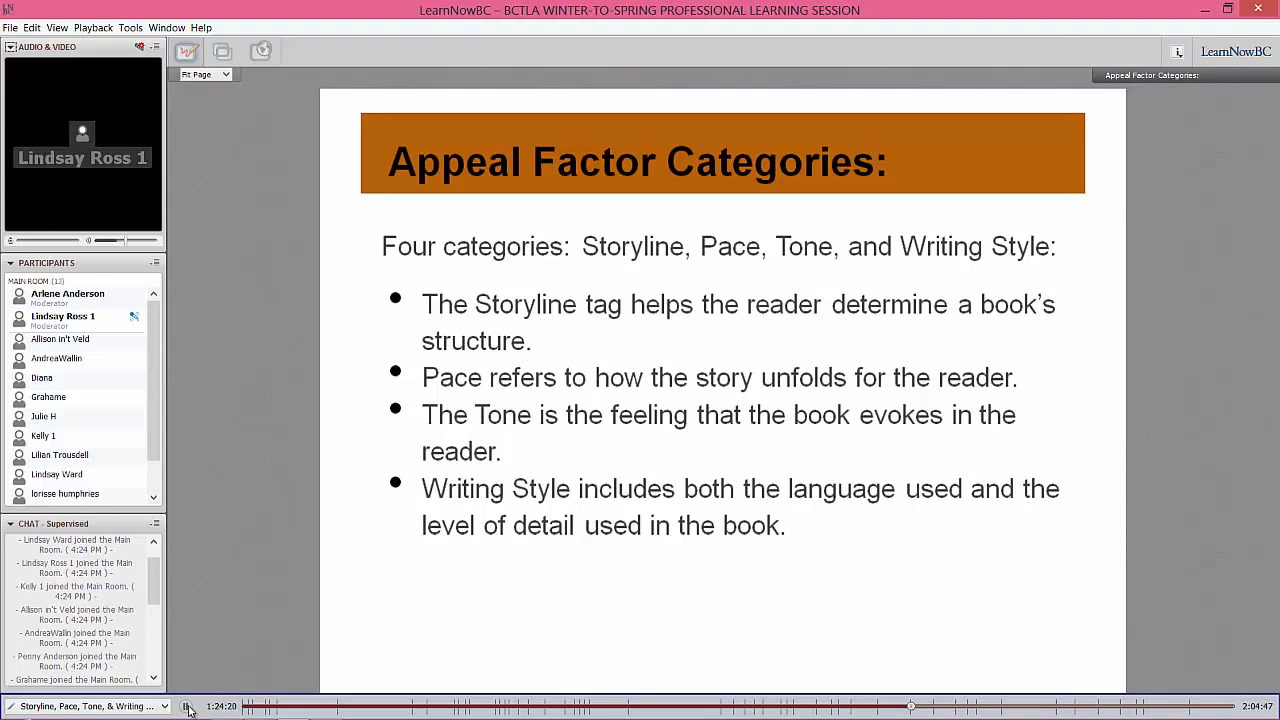 LearnNowBC – BCTLA WINTER-TO-SPRING PROFESSIONAL LEARNING SESSION
File Edit View Playback Tools Window Help
AUDIO & VIDEO
LearnNowBC
Fit Page
Appeal Factor Categories:
Lindsay Ross 1
Appeal Factor Categories:
Four categories: Storyline, Pace, Tone, and Writing Style:
• The Storyline tag helps the reader determine a book's
structure.
• Pace refers to how the story unfolds for the reader.
• The Tone is the feeling that the book evokes in the
reader.
• Writing Style includes both the language used and the
level of detail used in the book.
PARTICIPANTS
MAIN ROOM (13)
Arlene Anderson
Moderator
Lindsay Ross 1
Moderator
Allison in't Veld
AndreaWallin
Diana
Grahame
Julie H
Kelly 1
Lilian Trousdell
Lindsay Ward
lorisse humphries
CHAT - Supervised
- Lindsay Ward joined the Main
Room. ( 4:24 PM ) -
- Lindsay Ross 1 joined the Main
Room. ( 4:24 PM ) -
- Kelly 1 joined the Main Room. (
4:24 PM ) -
- Allison in't Veld joined the Main
Room. ( 4:24 PM ) -
- AndreaWallin joined the Main
Room. ( 4:24 PM ) -
- Penny Anderson joined the Main
Room. ( 4:24 PM ) -
- Grahame joined the Main Room. (
Storyline, Pace, Tone, & Writing ...
1:24:20
2:04:47